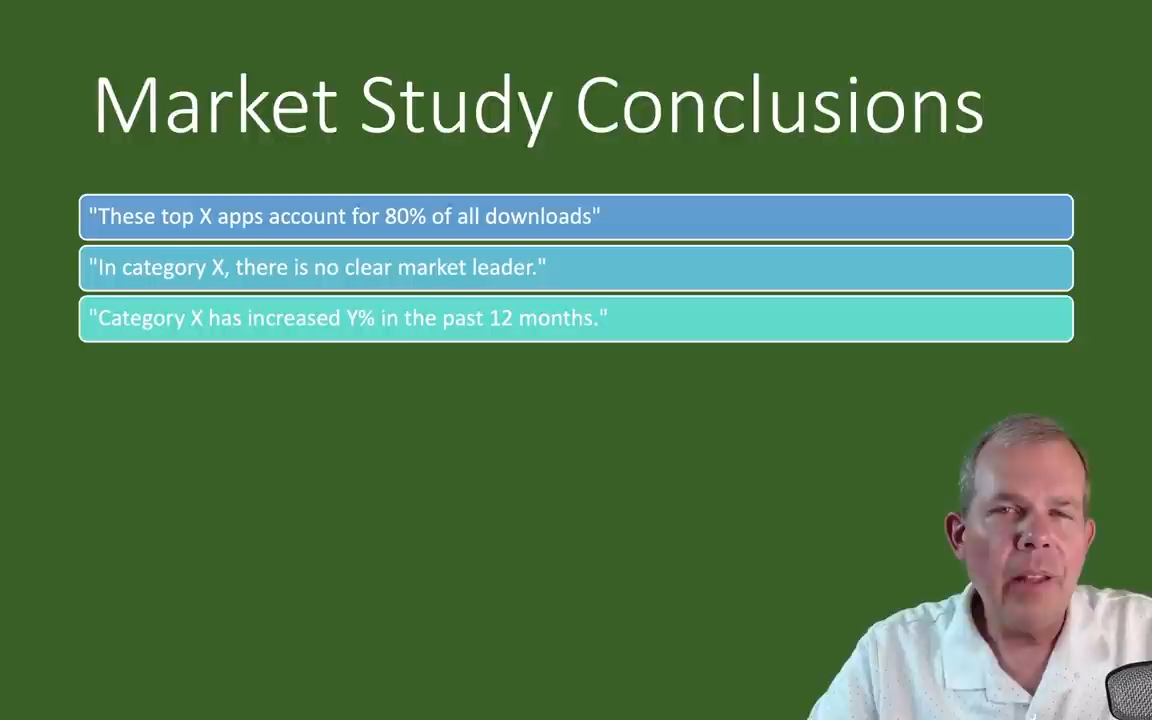 Market Study Conclusions
"These top X apps account for 80% of all downloads"
"In category X, there is no clear market leader."
"Category X has increased Y% in the past 12 months."